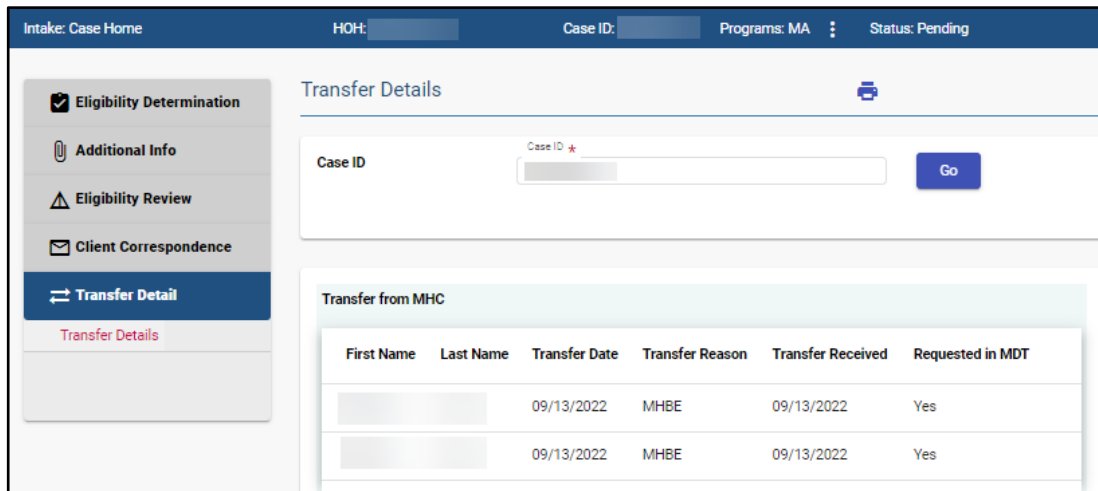 Intake: Case Home HOH: Case ID: Programs: MA Status: Pending
Eligibility Determination
Additional Info
Eligibility Review
Client Correspondence
Transfer Detail
Transfer Details
Transfer Details
Case ID
Case ID *
Go
Transfer from MHC
First Name Last Name Transfer Date Transfer Reason Transfer Received Requested in MDT
09/13/2022 MHBE 09/13/2022 Yes
09/13/2022 MHBE 09/13/2022 Yes